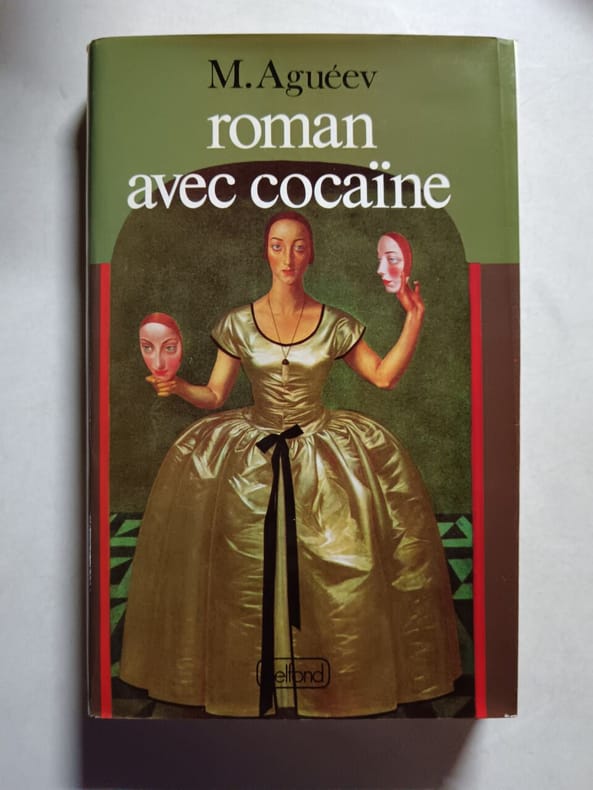 M. Aguéev
roman
avec cocaïne
belfond